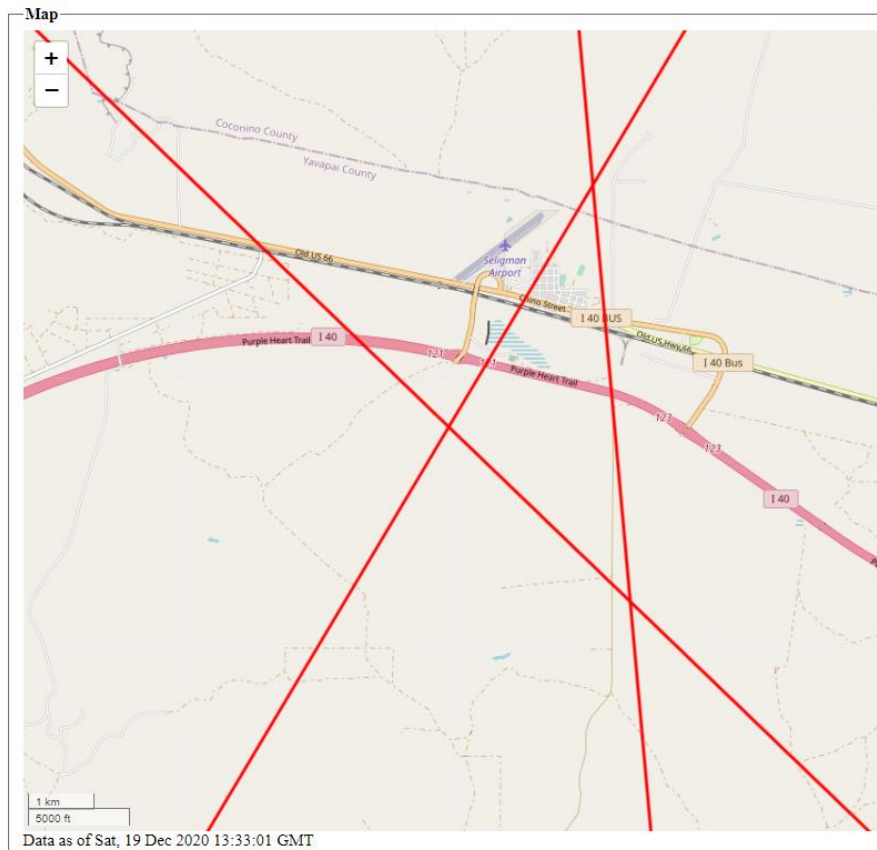 Map
+
−
Coconino County
Yavapai County
Old US 66
Seligman
Airport
Chino Street
I 40 BUS
Old US Hwy 66
I 40 Bus
Purple Heart Trail
I 40
121
Purple Heart Trail
123
123
I 40
1 km
5000 ft
Data as of Sat, 19 Dec 2020 13:33:01 GMT